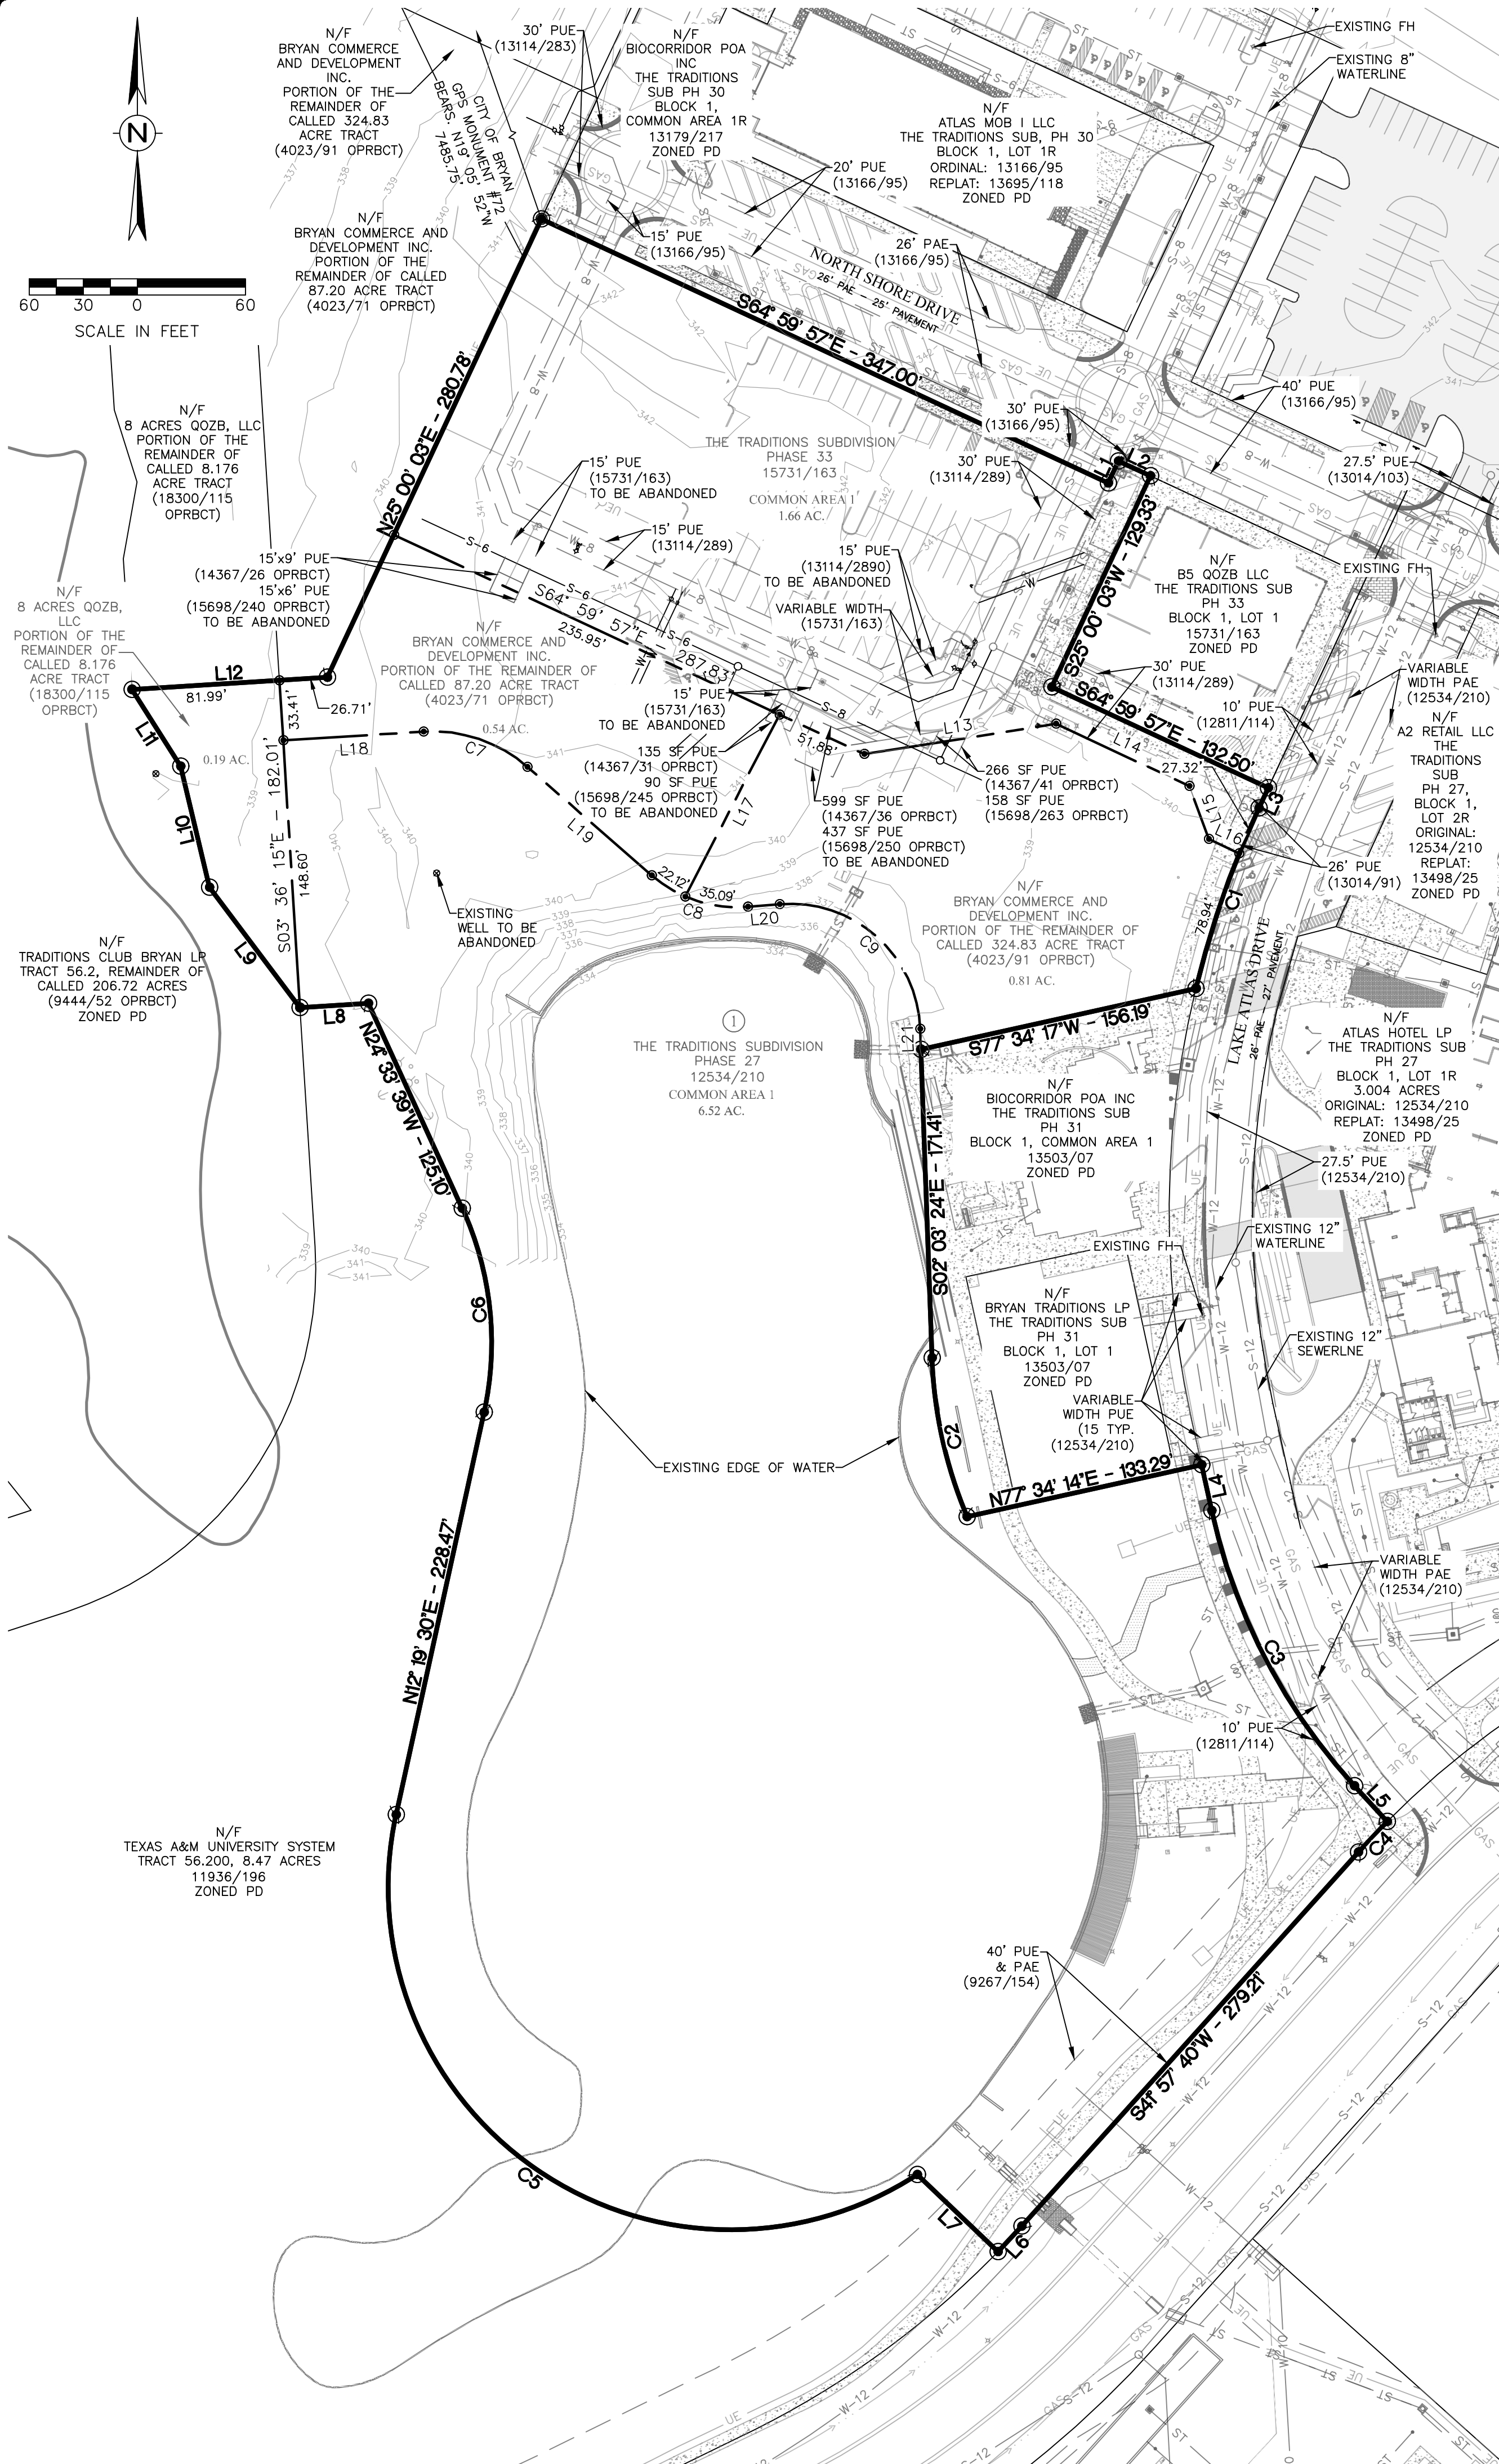 N/F
BRYAN COMMERCE
AND DEVELOPMENT
INC.
PORTION OF THE
REMAINDER OF
CALLED 324.83
ACRE TRACT
(4023/91 OPRBCT)
30' PUE
(13114/283)
N/F
BIOCORRIDOR POA
INC
THE TRADITIONS
SUB PH 30
BLOCK 1,
COMMON AREA 1R
13179/217
ZONED PD
EXISTING FH
EXISTING 8"
WATERLINE
N
CITY OF BRYAN
GPS MONUMENT #72
BEARS. N19° 05' 52"W
7485.75'
N/F
ATLAS MOB I LLC
THE TRADITIONS SUB, PH 30
BLOCK 1, LOT 1R
ORDINAL: 13166/95
REPLAT: 13695/118
ZONED PD
20' PUE
(13166/95)
15' PUE
(13166/95)
26' PAE
(13166/95)
NORTH SHORE DRIVE
26' PAE - 25' PAVEMENT
N/F
BRYAN COMMERCE AND
DEVELOPMENT INC.
PORTION OF THE
REMAINDER OF CALLED
87.20 ACRE TRACT
(4023/71 OPRBCT)
60 30 0 60
SCALE IN FEET
S64° 59' 57"E - 347.00'
N25° 00' 03"E - 280.78'
40' PUE
(13166/95)
30' PUE
(13166/95)
30' PUE
(13114/289)
L1
L2
27.5' PUE
(13014/103)
N/F
8 ACRES QOZB, LLC
PORTION OF THE
REMAINDER OF
CALLED 8.176
ACRE TRACT
(18300/115
OPRBCT)
THE TRADITIONS SUBDIVISION
PHASE 33
15731/163
COMMON AREA 1
1.66 AC.
15' PUE
(15731/163)
TO BE ABANDONED
15' PUE
(13114/289)
15' PUE
(13114/2890)
TO BE ABANDONED
VARIABLE WIDTH
(15731/163)
S25° 00' 03"W - 129.33'
N/F
B5 QOZB LLC
THE TRADITIONS SUB
PH 33
BLOCK 1, LOT 1
15731/163
ZONED PD
EXISTING FH
15'x9' PUE
(14367/26 OPRBCT)
15'x6' PUE
(15698/240 OPRBCT)
TO BE ABANDONED
N/F
8 ACRES QOZB,
LLC
PORTION OF THE
REMAINDER OF
CALLED 8.176
ACRE TRACT
(18300/115
OPRBCT)
S64° 59' 57"E - 287.83'
235.95'
N/F
BRYAN COMMERCE AND
DEVELOPMENT INC.
PORTION OF THE REMAINDER OF
CALLED 87.20 ACRE TRACT
(4023/71 OPRBCT)
0.54 AC.
30' PUE
(13114/289)
VARIABLE
WIDTH PAE
(12534/210)
10' PUE
(12811/114)
S64° 59' 57"E - 132.50'
L12
81.99'
26.71'
33.41'
L11
L18
C7
0.19 AC.
15' PUE
(15731/163)
TO BE ABANDONED
135 SF PUE
(14367/31 OPRBCT)
90 SF PUE
(15698/245 OPRBCT)
TO BE ABANDONED
51.88'
L13
L14
27.32'
L3
L15
L16
L17
L19
N/F
A2 RETAIL LLC
THE
TRADITIONS
SUB
PH 27,
BLOCK 1,
LOT 2R
ORIGINAL:
12534/210
REPLAT:
13498/25
ZONED PD
599 SF PUE
(14367/36 OPRBCT)
437 SF PUE
(15698/250 OPRBCT)
TO BE ABANDONED
266 SF PUE
(14367/41 OPRBCT)
158 SF PUE
(15698/263 OPRBCT)
26' PUE
(13014/91)
L10
S03° 36' 15"E - 182.01'
148.60'
22.12'
35.09'
C8
L20
C9
C1
78.94'
EXISTING
WELL TO BE
ABANDONED
N/F
BRYAN COMMERCE AND
DEVELOPMENT INC.
PORTION OF THE REMAINDER OF
CALLED 324.83 ACRE TRACT
(4023/91 OPRBCT)
0.81 AC.
LAKE ATLAS DRIVE
26' PAE 27' PAVEMENT
N/F
TRADITIONS CLUB BRYAN LP
TRACT 56.2, REMAINDER OF
CALLED 206.72 ACRES
(9444/52 OPRBCT)
ZONED PD
L9
L8
N24° 33' 39"W - 125.10'
1
THE TRADITIONS SUBDIVISION
PHASE 27
12534/210
COMMON AREA 1
6.52 AC.
L21
S77° 34' 17"W - 156.19'
N/F
ATLAS HOTEL LP
THE TRADITIONS SUB
PH 27
BLOCK 1, LOT 1R
3.004 ACRES
ORIGINAL: 12534/210
REPLAT: 13498/25
ZONED PD
N/F
BIOCORRIDOR POA INC
THE TRADITIONS SUB
PH 31
BLOCK 1, COMMON AREA 1
13503/07
ZONED PD
S02° 03' 24"E - 171.41'
27.5' PUE
(12534/210)
EXISTING 12"
WATERLINE
EXISTING FH
C6
N/F
BRYAN TRADITIONS LP
THE TRADITIONS SUB
PH 31
BLOCK 1, LOT 1
13503/07
ZONED PD
EXISTING 12"
SEWERLNE
VARIABLE
WIDTH PUE
(15 TYP.
(12534/210)
C2
EXISTING EDGE OF WATER
N77° 34' 14"E - 133.29'
L4
VARIABLE
WIDTH PAE
(12534/210)
N12° 19' 30"E - 228.47'
C3
10' PUE
(12811/114)
L5
C4
N/F
TEXAS A&M UNIVERSITY SYSTEM
TRACT 56.200, 8.47 ACRES
11936/196
ZONED PD
40' PUE
& PAE
(9267/154)
S41° 57' 40"W - 279.21'
C5
L7
L6